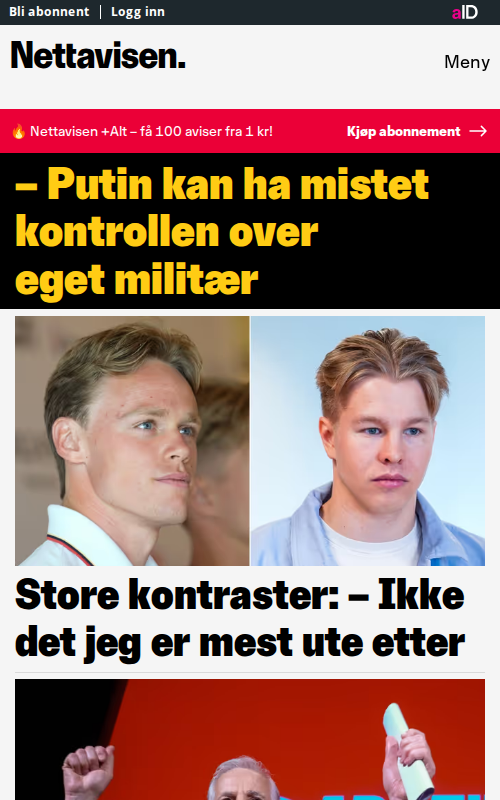 Bli abonnent
Logg inn
aID
Nettavisen.
Meny
🔥 Nettavisen +Alt – få 100 aviser fra 1 kr!
Kjøp abonnement →
– Putin kan ha mistet
kontrollen over
eget militær
Store kontraster: – Ikke
det jeg er mest ute etter